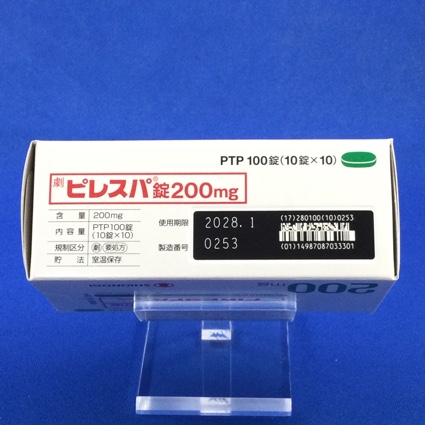 PTP 100錠(10錠×10)
劇 ピレスパ®錠200mg
含 量 200mg
内 容 量 PTP100錠
(10錠×10)
規制区分 劇 要処方
貯 法 室温保存
使用期限 2028.1
製造番号 0253
(17)280100(10)0253
(01)14987087033301
200
mg